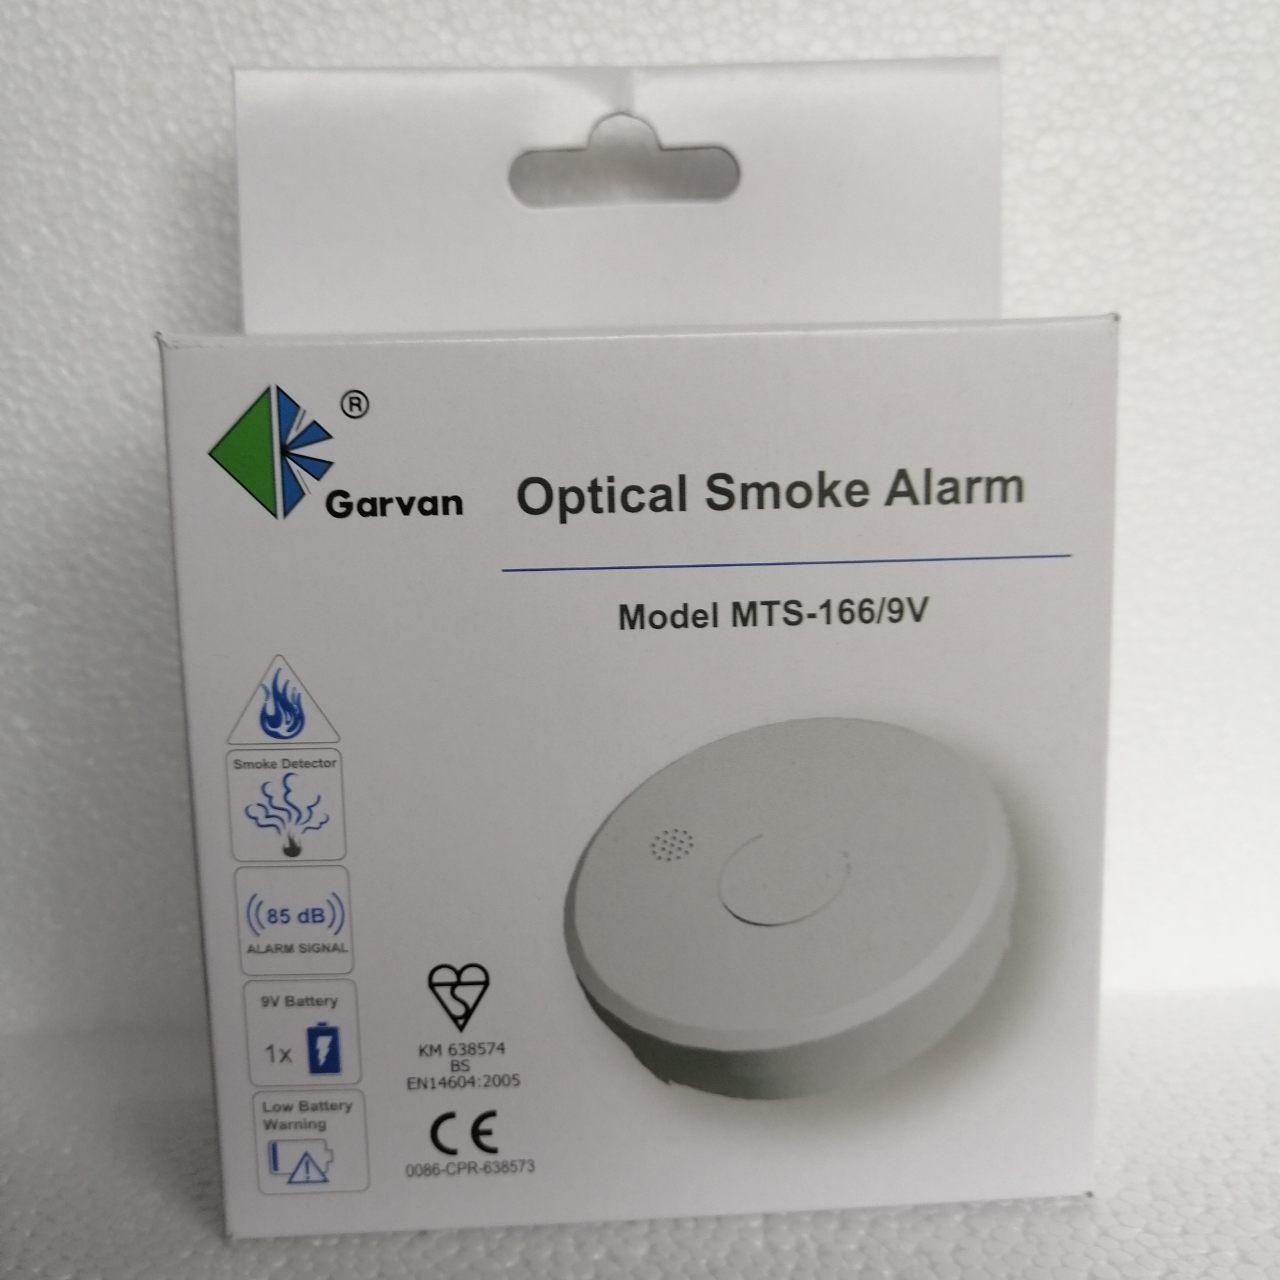 ®
Garvan
Optical Smoke Alarm
Model MTS-166/9V
Smoke Detector
85 dB
ALARM SIGNAL
9V Battery
1x
Low Battery
Warning
KM 638574
BS
EN14604:2005
CE
0086-CPR-638573